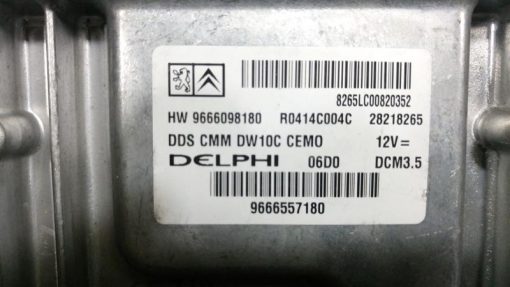 8265LC00820352
HW 9666098180 R0414C004C 28218265
DDS CMM DW10C CEMO 12V=
DELPHI 06D0 DCM3.5
9666557180